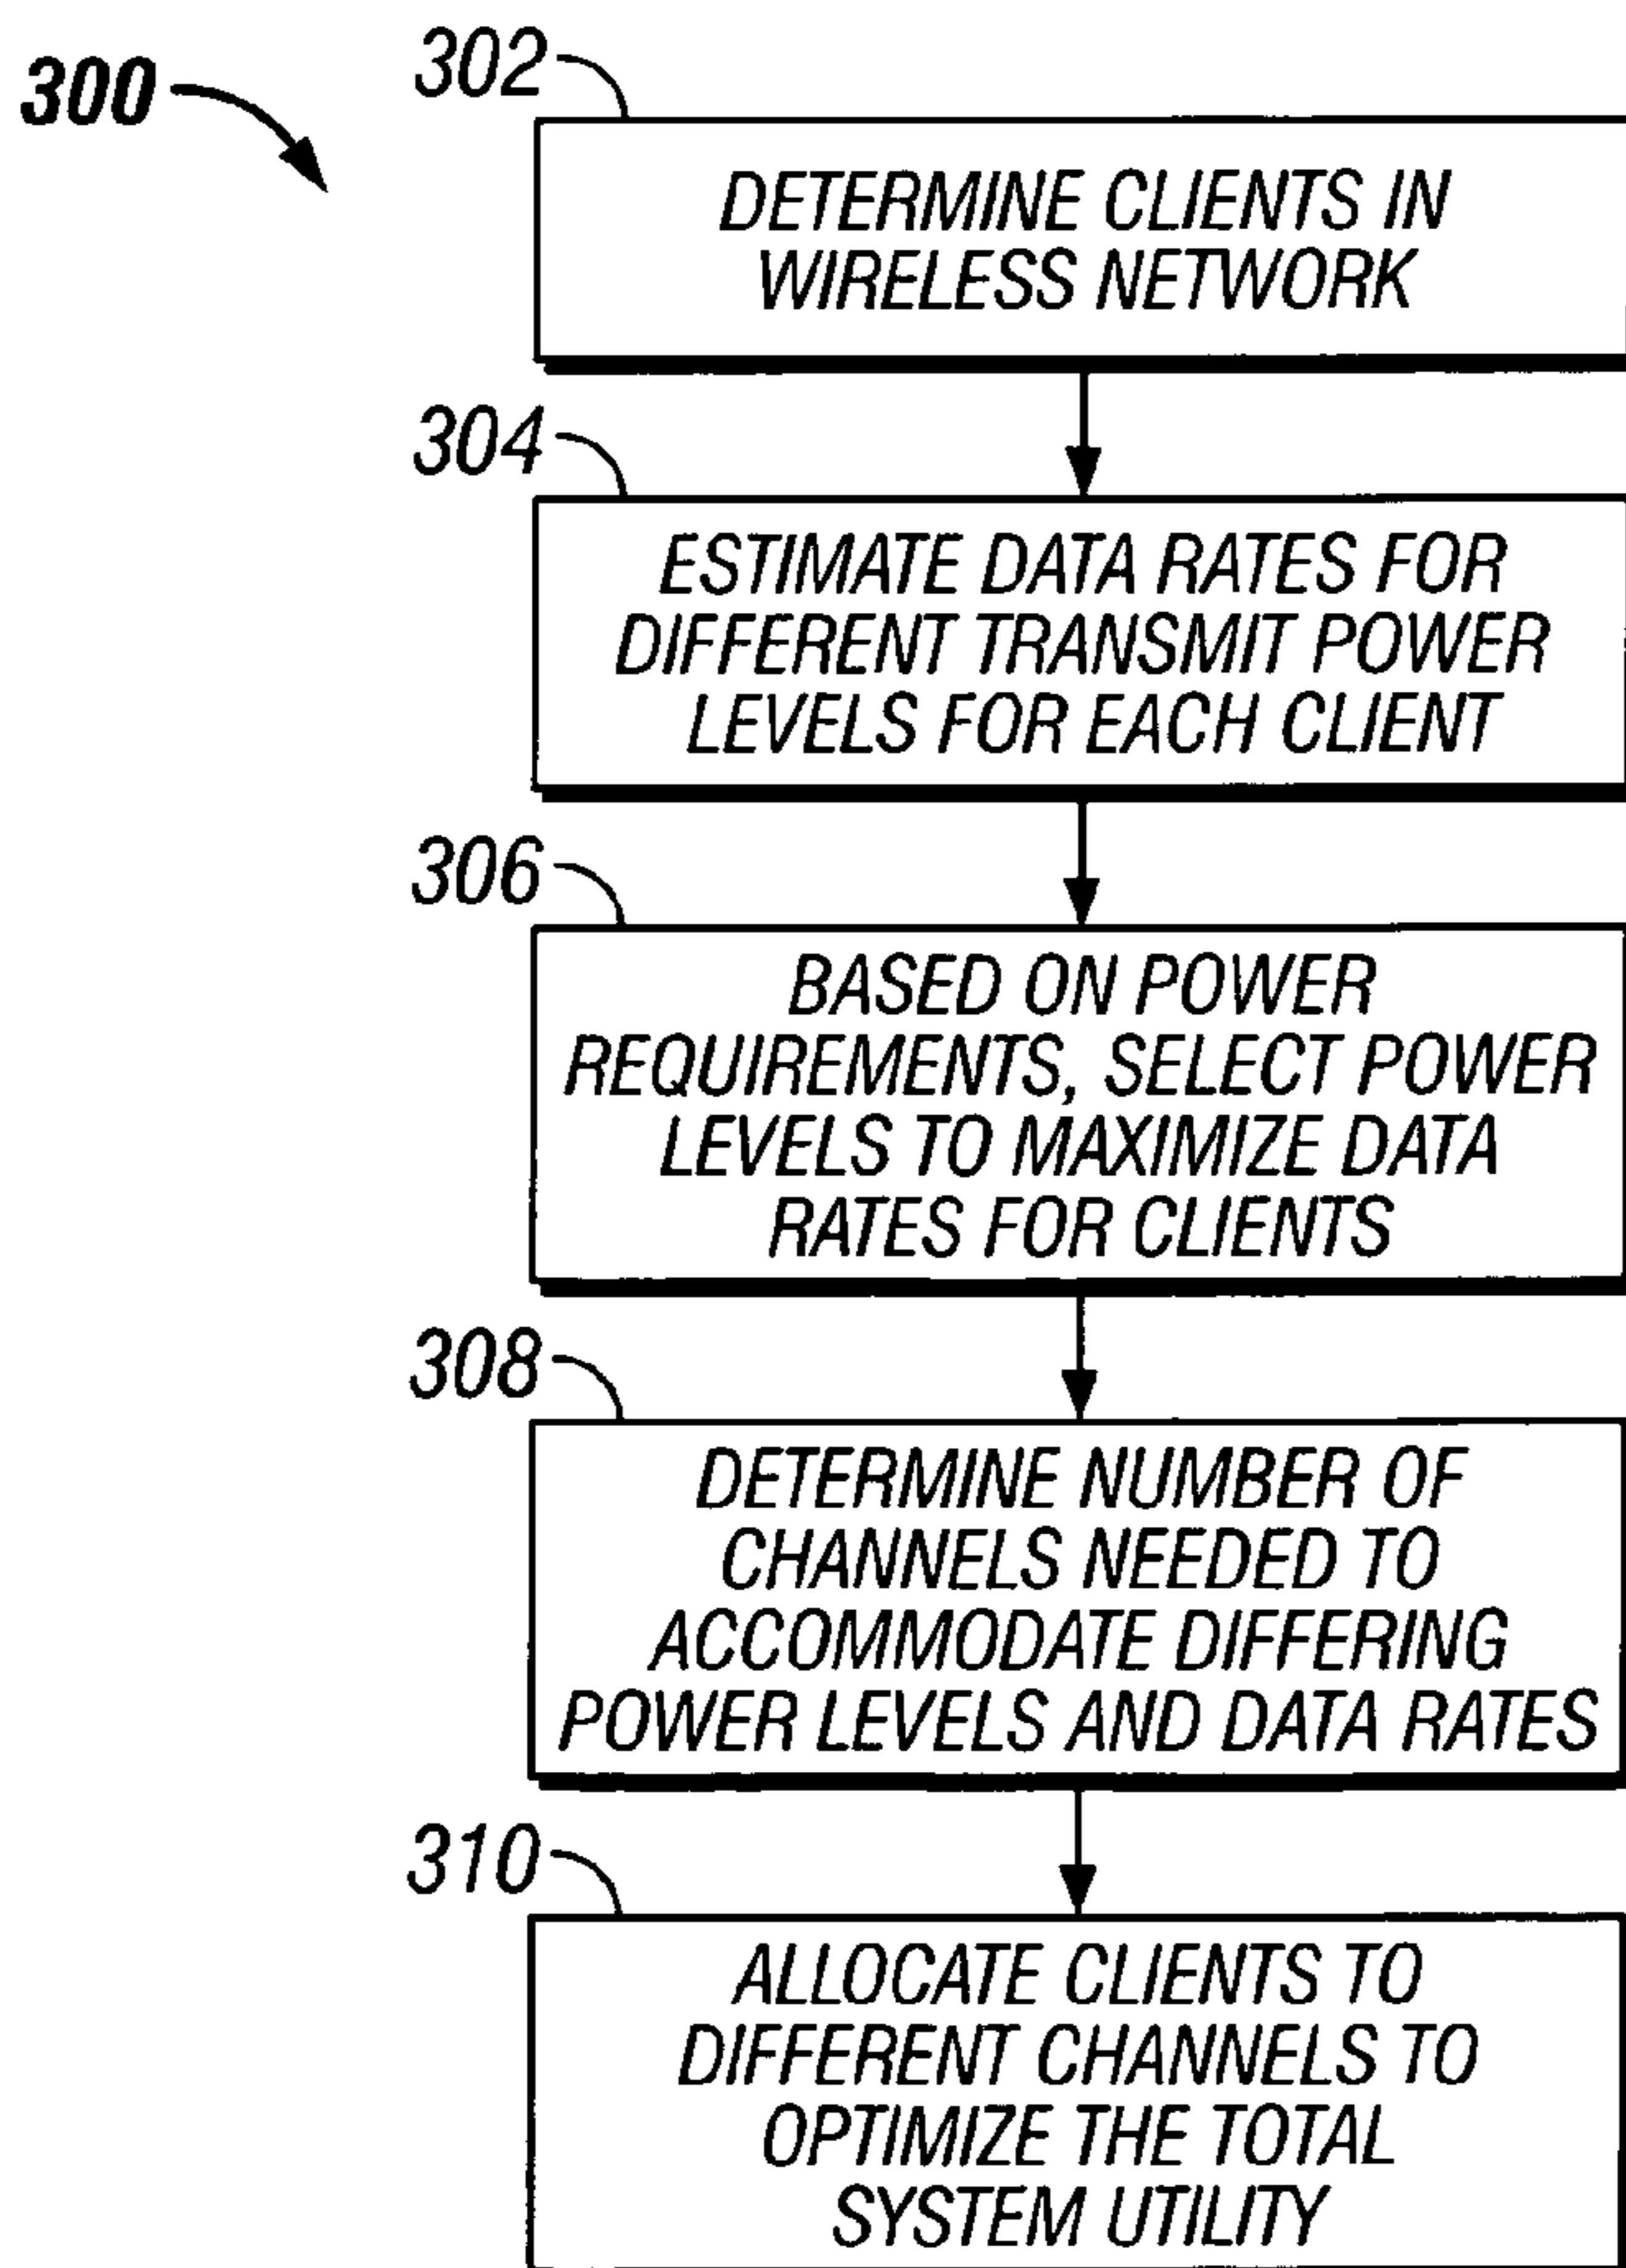 300
302
DETERMINE CLIENTS IN
WIRELESS NETWORK
304
ESTIMATE DATA RATES FOR
DIFFERENT TRANSMIT POWER
LEVELS FOR EACH CLIENT
306
BASED ON POWER
REQUIREMENTS, SELECT POWER
LEVELS TO MAXIMIZE DATA
RATES FOR CLIENTS
308
DETERMINE NUMBER OF
CHANNELS NEEDED TO
ACCOMMODATE DIFFERING
POWER LEVELS AND DATA RATES
310
ALLOCATE CLIENTS TO
DIFFERENT CHANNELS TO
OPTIMIZE THE TOTAL
SYSTEM UTILITY